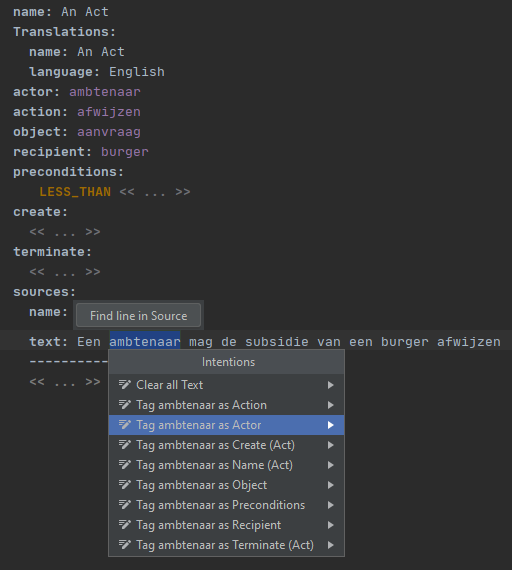 name: An Act
Translations:
name: An Act
language: English
actor: ambtenaar
action: afwijzen
object: aanvraag
recipient: burger
preconditions:
LESS_THAN << ... >>
create:
<< ... >>
terminate:
<< ... >>
sources:
name:
Find line in Source
text: Een ambtenaar mag de subsidie van een burger afwijzen
----------
<< ... >>
Intentions
Clear all Text
Tag ambtenaar as Action
Tag ambtenaar as Actor
Tag ambtenaar as Create (Act)
Tag ambtenaar as Name (Act)
Tag ambtenaar as Object
Tag ambtenaar as Preconditions
Tag ambtenaar as Recipient
Tag ambtenaar as Terminate (Act)